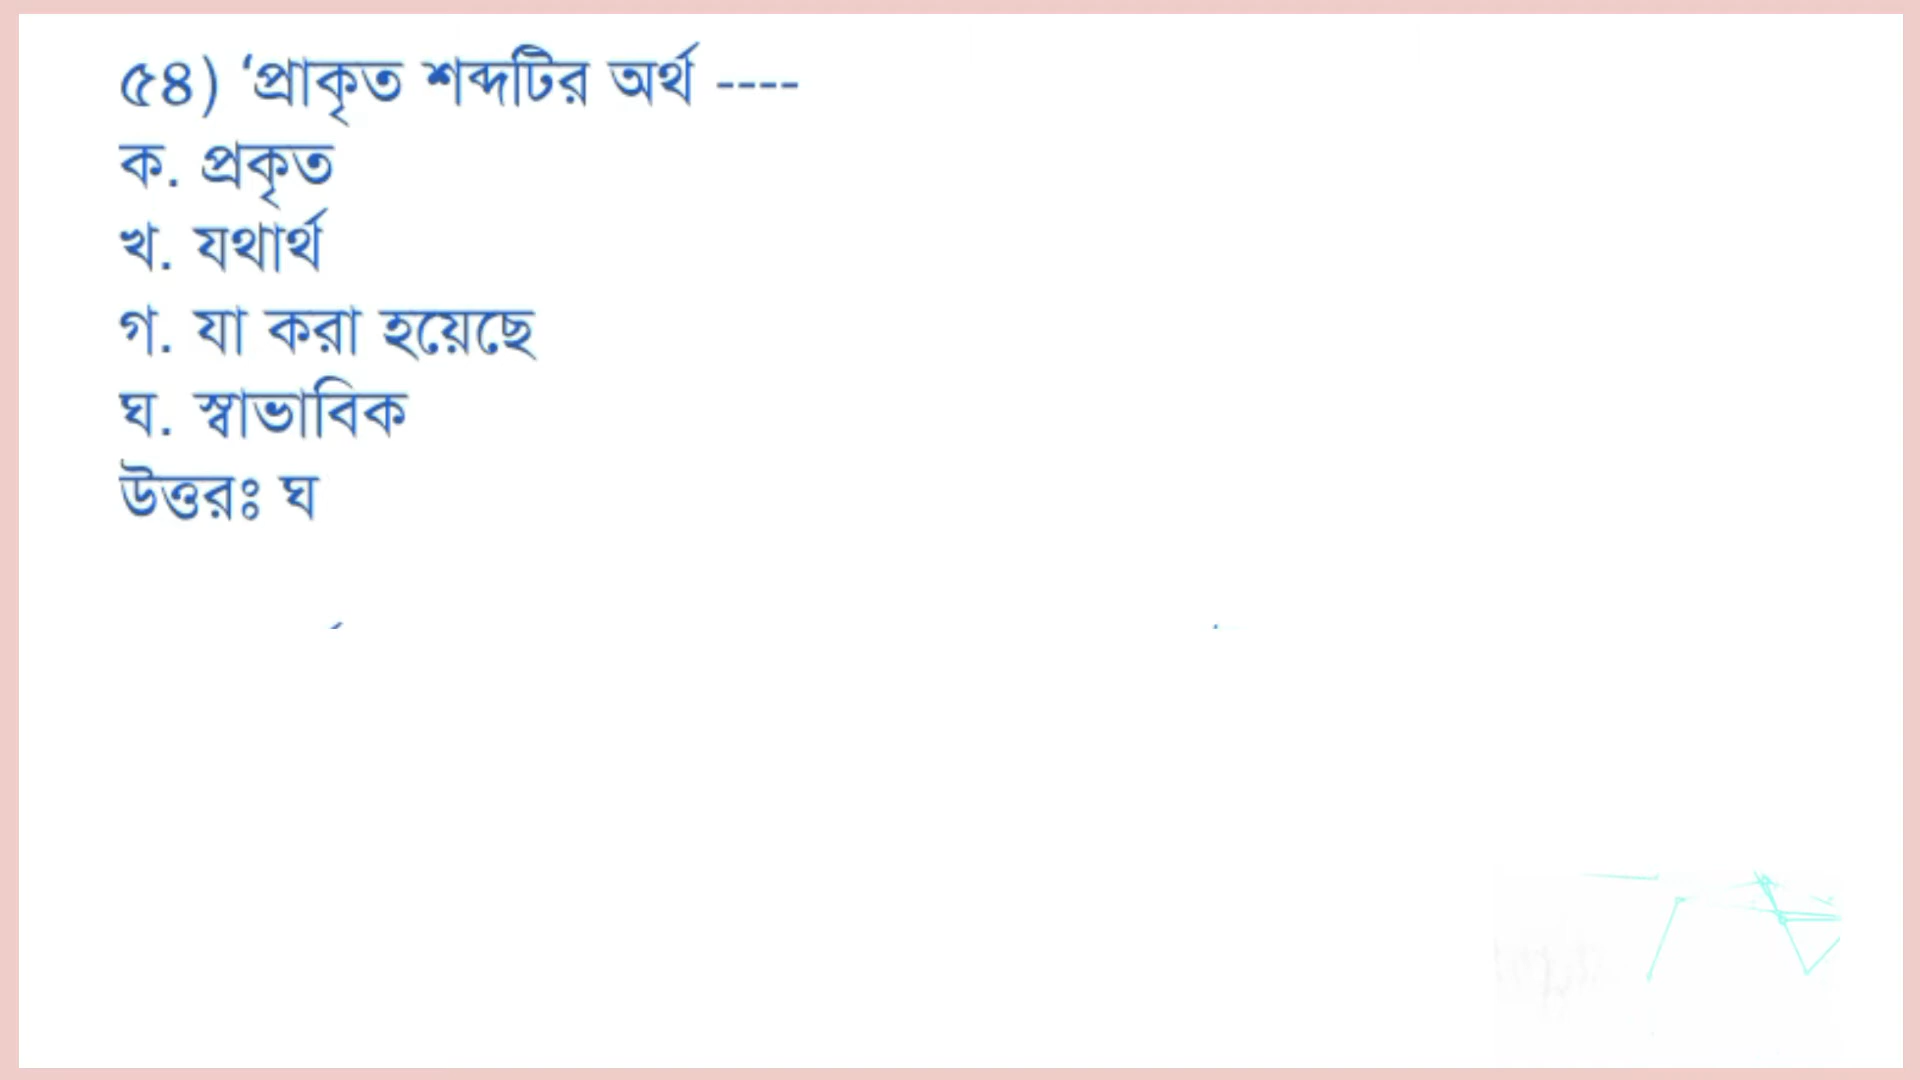 ৫৪) ‘প্রাকৃত শব্দটির অর্থ ----
ক. প্রকৃত
খ. যথার্থ
গ. যা করা হয়েছে
ঘ. স্বাভাবিক
উত্তরঃ ঘ